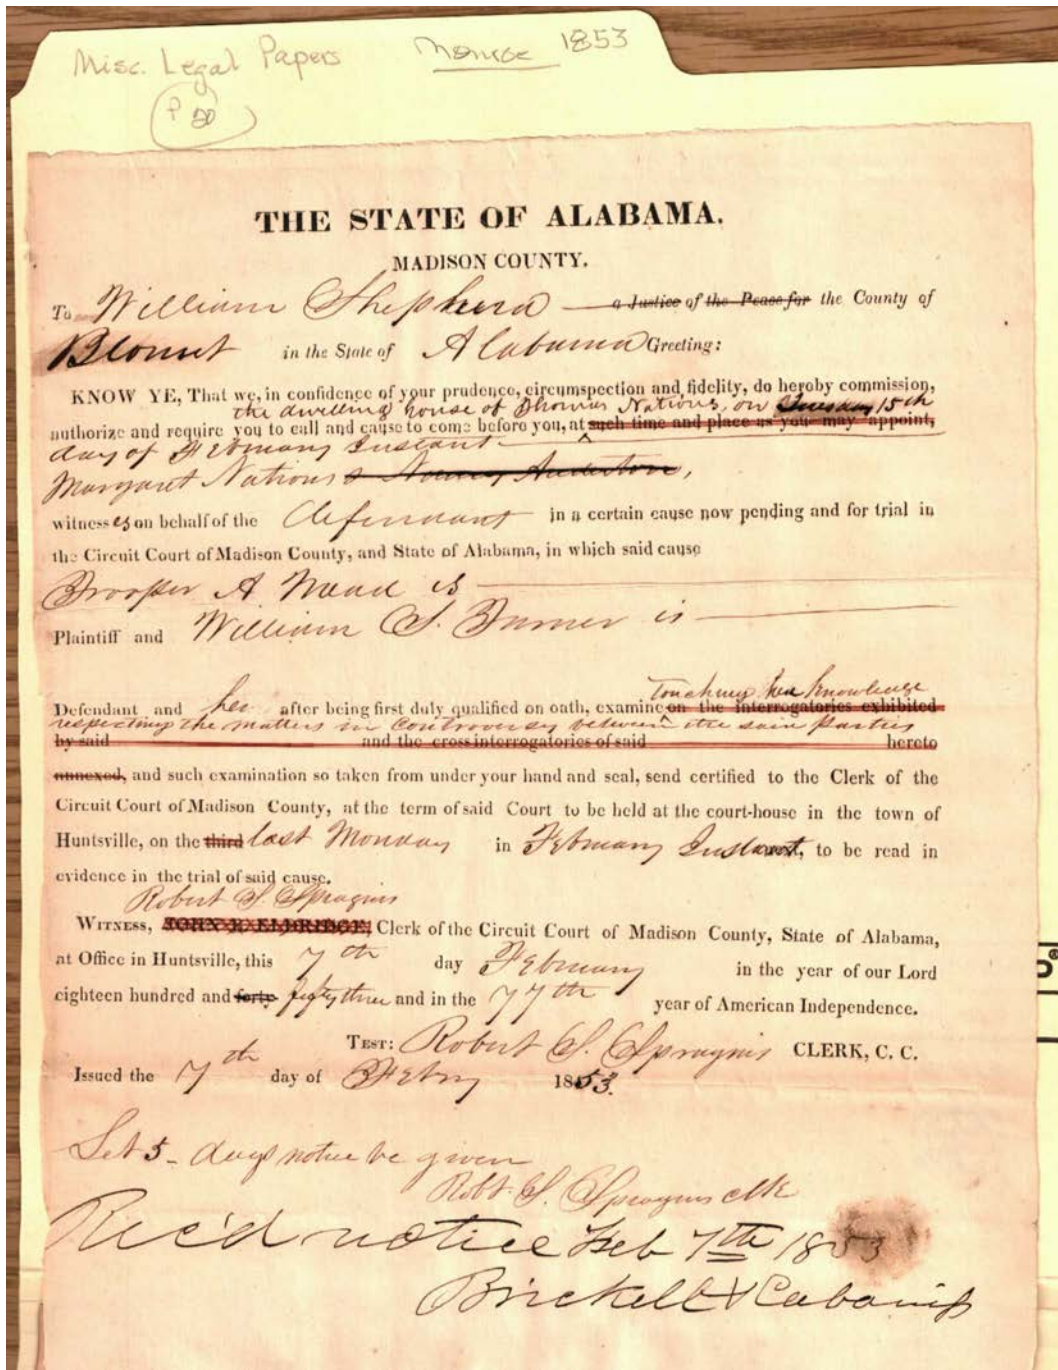 Misc. Legal Papers Monroe 1853
P 20
THE STATE OF ALABAMA.
MADISON COUNTY.
To William Shepherd a Justice of the Peace for the County of
Blount in the State of Alabama Greeting:
KNOW YE, That we, in confidence of your prudence, circumspection and fidelity, do hereby commission,
the dwelling house of Thomas Nations, on Tuesday 15th
authorize and require you to call and cause to come before you, at such time and place as you may appoint,
day of February Instant
Margaret Nations & Nancy Anderton,
witnesses on behalf of the defendant in a certain cause now pending and for trial in
the Circuit Court of Madison County, and State of Alabama, in which said cause
A. is
Plaintiff and William S. Turner is
touching her knowledge
Defendant and her after being first duly qualified on oath, examine on the interrogatories exhibited
respecting the matters in controversy between the said parties
by said and the cross interrogatories of said hereto
annexed, and such examination so taken from under your hand and seal, send certified to the Clerk of the
Circuit Court of Madison County, at the term of said Court to be held at the court-house in the town of
Huntsville, on the third last Monday in February Instant, to be read in
evidence in the trial of said cause.
Robert S. Spragins
WITNESS, JOHN R. ELDRIDGE, Clerk of the Circuit Court of Madison County, State of Alabama,
at Office in Huntsville, this 7th day February in the year of our Lord
eighteen hundred and forty fifty three and in the 77th year of American Independence.
TEST: Robert S. Spragins CLERK, C. C.
Issued the 7th day of Febry 1853.
Let 5 days notice be given
Robt. S. Spragins clk
Rec'd notice Feb 7th 1853
Brickell & Cabaniss